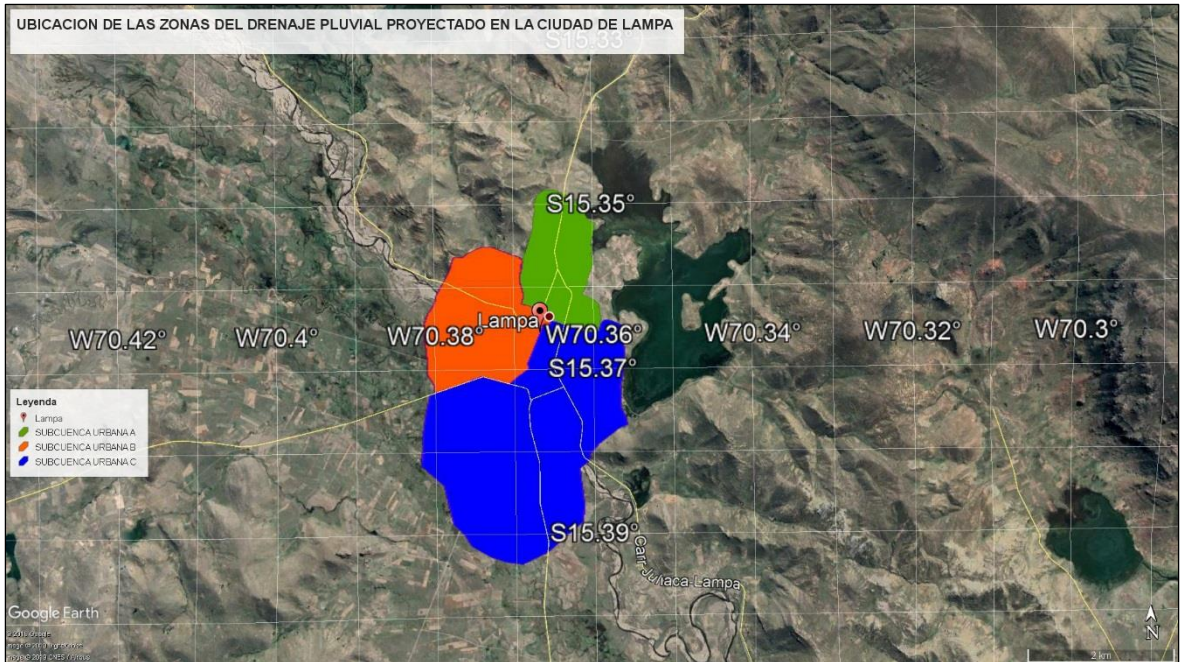 UBICACION DE LAS ZONAS DEL DRENAJE PLUVIAL PROYECTADO EN LA CIUDAD DE LAMPA
S15.33°
S15.35°
Lampa
W70.42°
W70.4°
W70.38°
W70.36°
W70.34°
W70.32°
W70.3°
S15.37°
Leyenda
Lampa
SUBCUENCA URBANA A
SUBCUENCA URBANA B
SUBCUENCA URBANA C
S15.39°
Carr Juliaca-Lampa
Google Earth
N
2 km